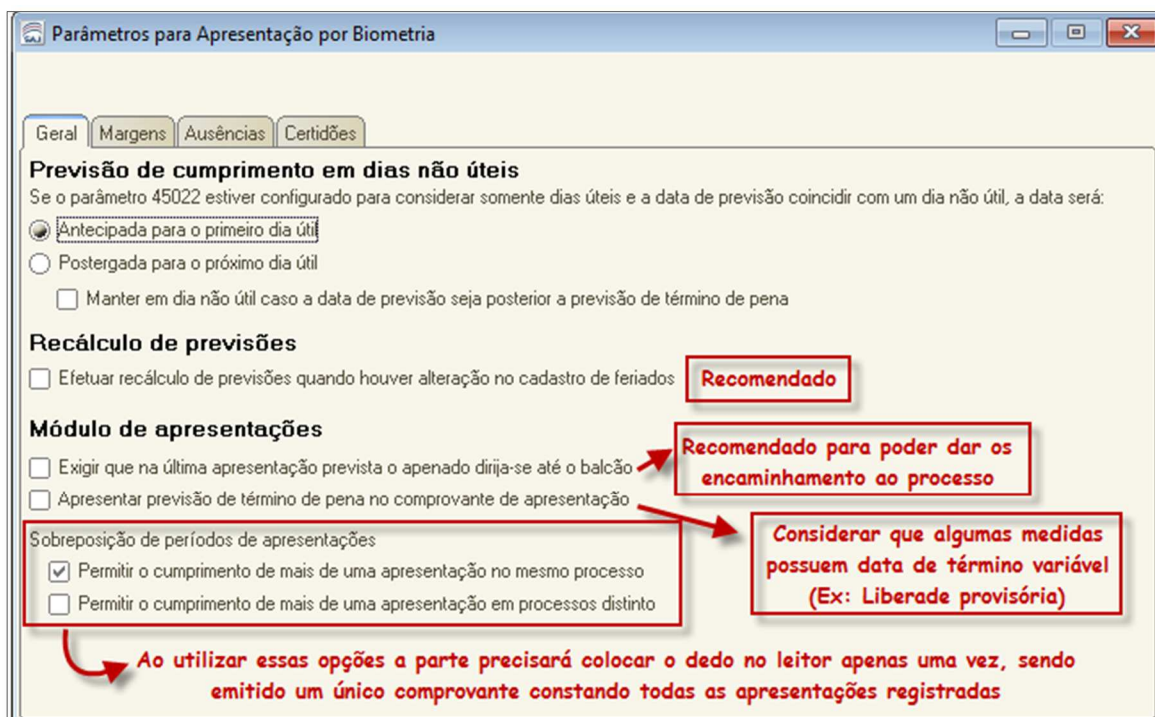 Parâmetros para Apresentação por Biometria
Geral Margens Ausências Certidões
Previsão de cumprimento em dias não úteis
Se o parâmetro 45022 estiver configurado para considerar somente dias úteis e a data de previsão coincidir com um dia não útil, a data será:
Antecipada para o primeiro dia útil
Postergada para o próximo dia útil
Manter em dia não útil caso a data de previsão seja posterior a previsão de término de pena
Recálculo de previsões
Efetuar recálculo de previsões quando houver alteração no cadastro de feriados
Recomendado
Módulo de apresentações
Exigir que na última apresentação prevista o apenado dirija-se até o balcão
Recomendado para poder dar os
encaminhamento ao processo
Apresentar previsão de término de pena no comprovante de apresentação
Considerar que algumas medidas
possuem data de término variável
(Ex: Liberade provisória)
Sobreposição de períodos de apresentações
Permitir o cumprimento de mais de uma apresentação no mesmo processo
Permitir o cumprimento de mais de uma apresentação em processos distinto
Ao utilizar essas opções a parte precisará colocar o dedo no leitor apenas uma vez, sendo
emitido um único comprovante constando todas as apresentações registradas